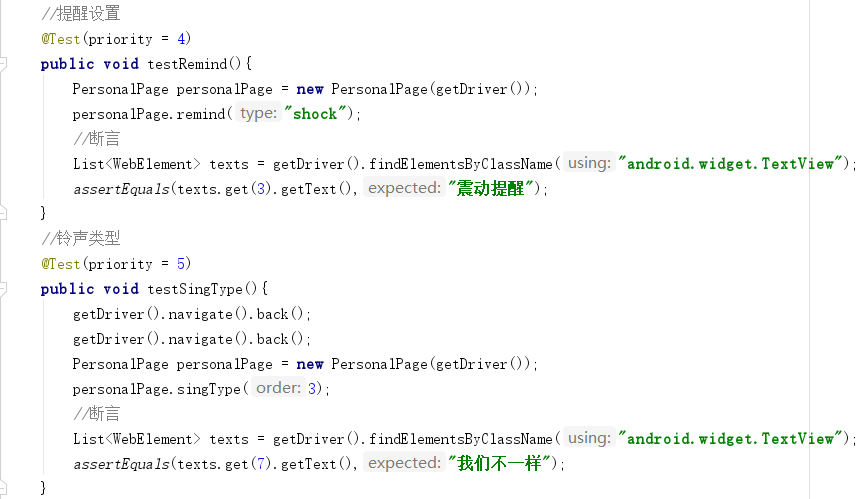 //提醒设置
@Test(priority = 4)
public void testRemind(){
    PersonalPage personalPage = new PersonalPage(getDriver());
    personalPage.remind( type: "shock");
    //断言
    List<WebElement> texts = getDriver().findElementsByClassName( using: "android.widget.TextView");
    assertEquals(texts.get(3).getText(), expected: "震动提醒");
}
//铃声类型
@Test(priority = 5)
public void testSingType(){
    getDriver().navigate().back();
    getDriver().navigate().back();
    PersonalPage personalPage = new PersonalPage(getDriver());
    personalPage.singType( order: 3);
    //断言
    List<WebElement> texts = getDriver().findElementsByClassName( using: "android.widget.TextView");
    assertEquals(texts.get(7).getText(), expected: "我们不一样");
}